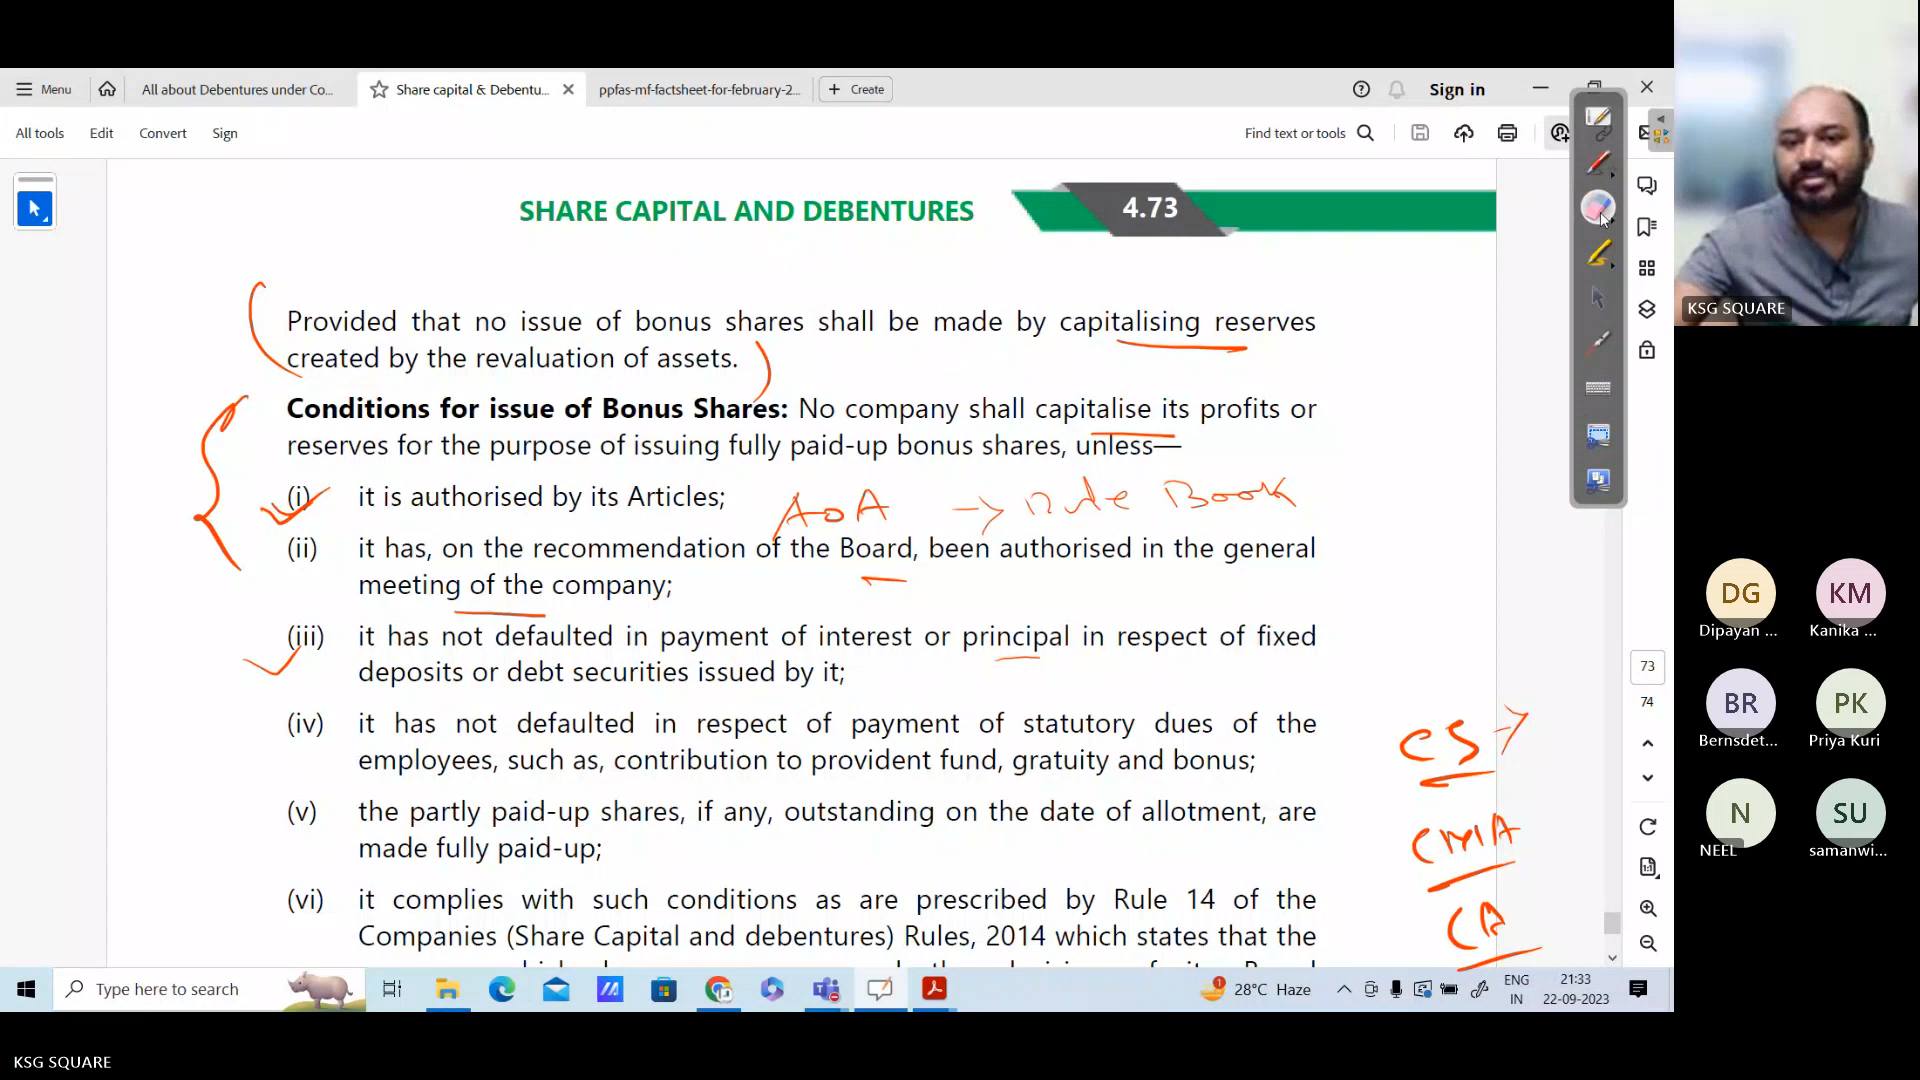 Menu
All about Debentures under Co...
Share capital & Debentu...
ppfas-mf-factsheet-for-february-2...
Create
Sign in
All tools
Edit
Convert
Sign
Find text or tools
KSG SQUARE
SHARE CAPITAL AND DEBENTURES
4.73
Provided that no issue of bonus shares shall be made by capitalising reserves
created by the revaluation of assets.
Conditions for issue of Bonus Shares: No company shall capitalise its profits or
reserves for the purpose of issuing fully paid-up bonus shares, unless—
(i) it is authorised by its Articles;
AOA → Rule Book
(ii) it has, on the recommendation of the Board, been authorised in the general
meeting of the company;
(iii) it has not defaulted in payment of interest or principal in respect of fixed
deposits or debt securities issued by it;
(iv) it has not defaulted in respect of payment of statutory dues of the
employees, such as, contribution to provident fund, gratuity and bonus;
(v) the partly paid-up shares, if any, outstanding on the date of allotment, are
made fully paid-up;
(vi) it complies with such conditions as are prescribed by Rule 14 of the
Companies (Share Capital and debentures) Rules, 2014 which states that the
CS →
CMA
CA
73
74
DG
Dipayan ...
KM
Kanika ...
BR
Bernsdet...
PK
Priya Kuri
N
NEEL
SU
samanwi...
Type here to search
1
28°C Haze
ENG
IN
21:33
22-09-2023
KSG SQUARE